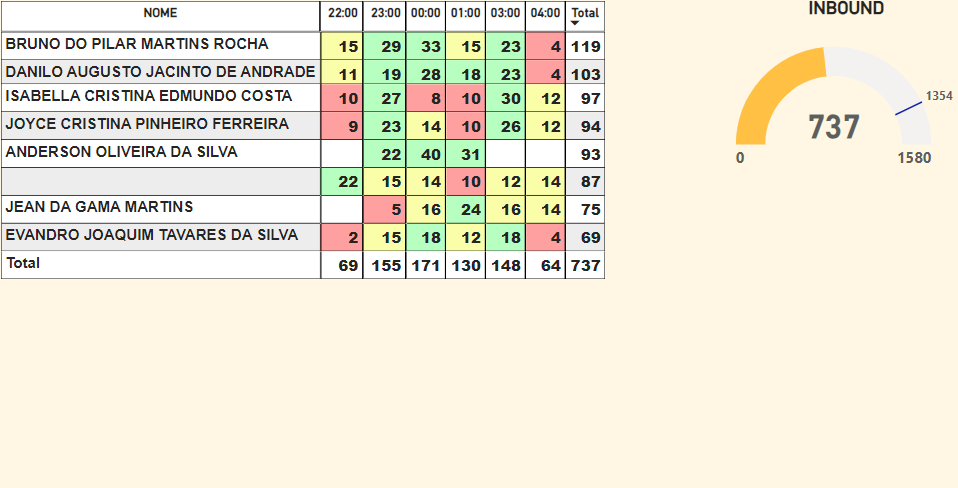 NOME 22:00 23:00 00:00 01:00 03:00 04:00 Total
BRUNO DO PILAR MARTINS ROCHA 15 29 33 15 23 4 119
DANILO AUGUSTO JACINTO DE ANDRADE 11 19 28 18 23 4 103
ISABELLA CRISTINA EDMUNDO COSTA 10 27 8 10 30 12 97
JOYCE CRISTINA PINHEIRO FERREIRA 9 23 14 10 26 12 94
ANDERSON OLIVEIRA DA SILVA 22 40 31 93
22 15 14 10 12 14 87
JEAN DA GAMA MARTINS 5 16 24 16 14 75
EVANDRO JOAQUIM TAVARES DA SILVA 2 15 18 12 18 4 69
Total 69 155 171 130 148 64 737
INBOUND
1354
737
0 1580